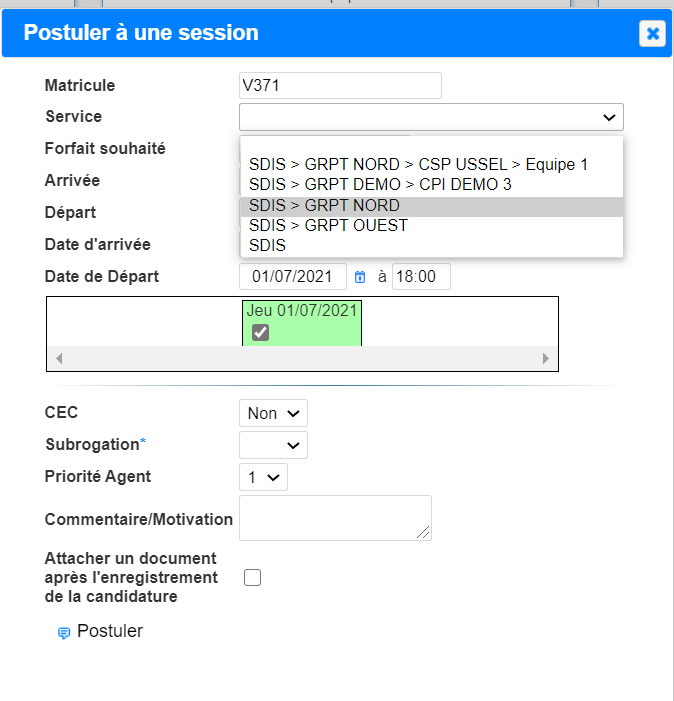 Postuler à une session
Matricule V371
Service
Forfait souhaité
SDIS > GRPT NORD > CSP USSEL > Equipe 1
Arrivée
SDIS > GRPT DEMO > CPI DEMO 3
Départ
SDIS > GRPT NORD
SDIS > GRPT OUEST
Date d'arrivée
SDIS
Date de Départ 01/07/2021 à 18:00
Jeu 01/07/2021
CEC Non
Subrogation*
Priorité Agent 1
Commentaire/Motivation
Attacher un document
après l'enregistrement
de la candidature
Postuler